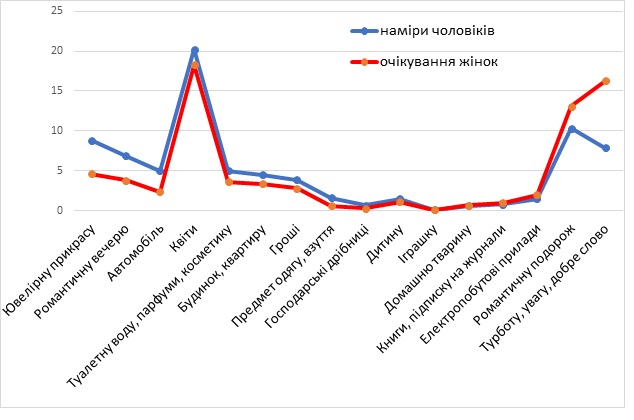 25
20
15
10
5
0
наміри чоловіків
очікування жінок
Ювелірну прикрасу
Романтичну вечерю
Автомобіль
Квіти
Туалетну воду, парфуми, косметику
Будинок, квартиру
Гроші
Предмет одягу, взуття
Господарські дрібниці
Дитину
Іграшку
Домашню тварину
Книги, підписку на журнали
Електропобутові прилади
Романтичну подорож
Турботу, увагу, добре слово